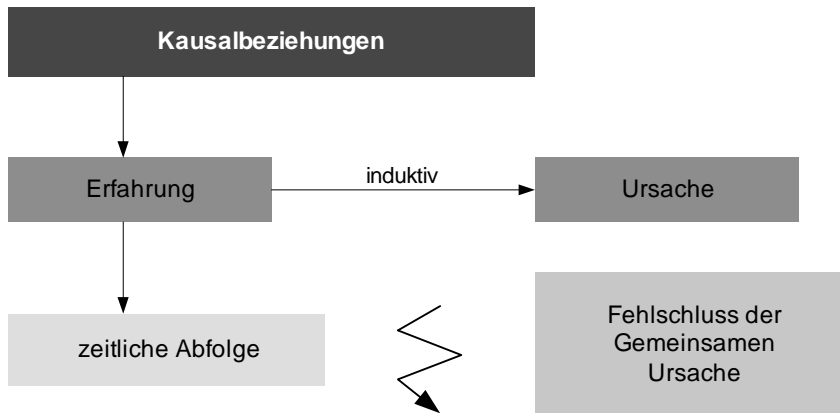 Kausalbeziehungen
Erfahrung
induktiv
Ursache
zeitliche Abfolge
Fehlschluss der
Gemeinsamen
Ursache